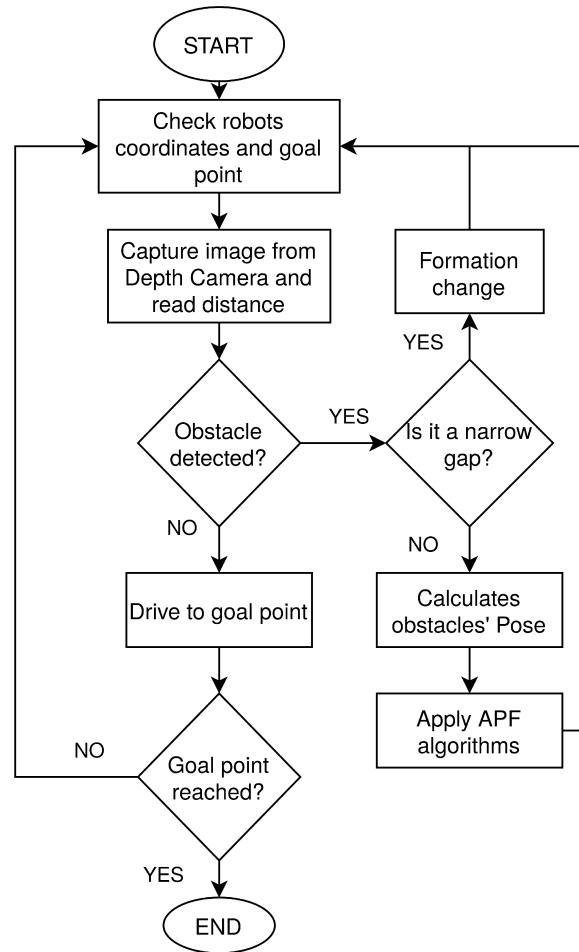 START
Check robots
coordinates and goal
point
Capture image from
Depth Camera and
read distance
Formation
change
YES
Obstacle
detected?
YES
Is it a narrow
gap?
NO
NO
Drive to goal point
Calculates
obstacles' Pose
Apply APF
algorithms
NO
Goal point
reached?
YES
END